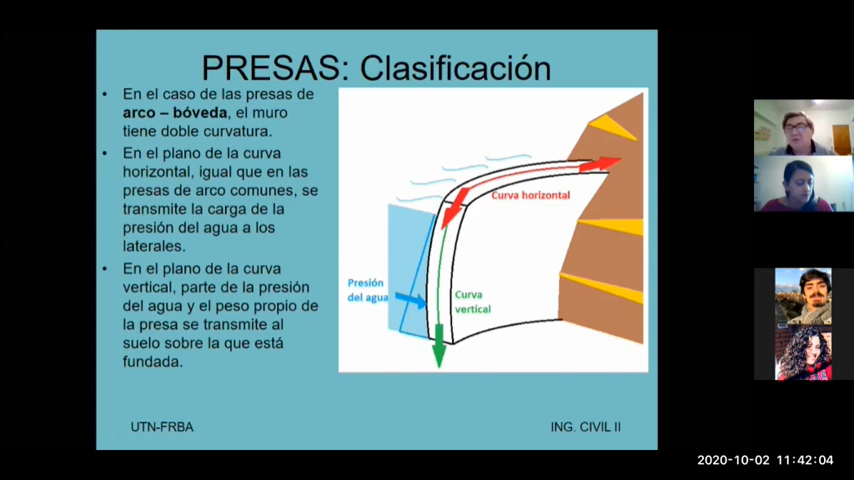 PRESAS: Clasificación
• En el caso de las presas de
arco – bóveda, el muro
tiene doble curvatura.
• En el plano de la curva
horizontal, igual que en las
presas de arco comunes, se
transmite la carga de la
presión del agua a los
laterales.
• En el plano de la curva
vertical, parte de la presión
del agua y el peso propio de
la presa se transmite al
suelo sobre la que está
fundada.
Curva horizontal
Presión
del agua
Curva
vertical
UTN-FRBA
ING. CIVIL II
2020-10-02 11:42:04